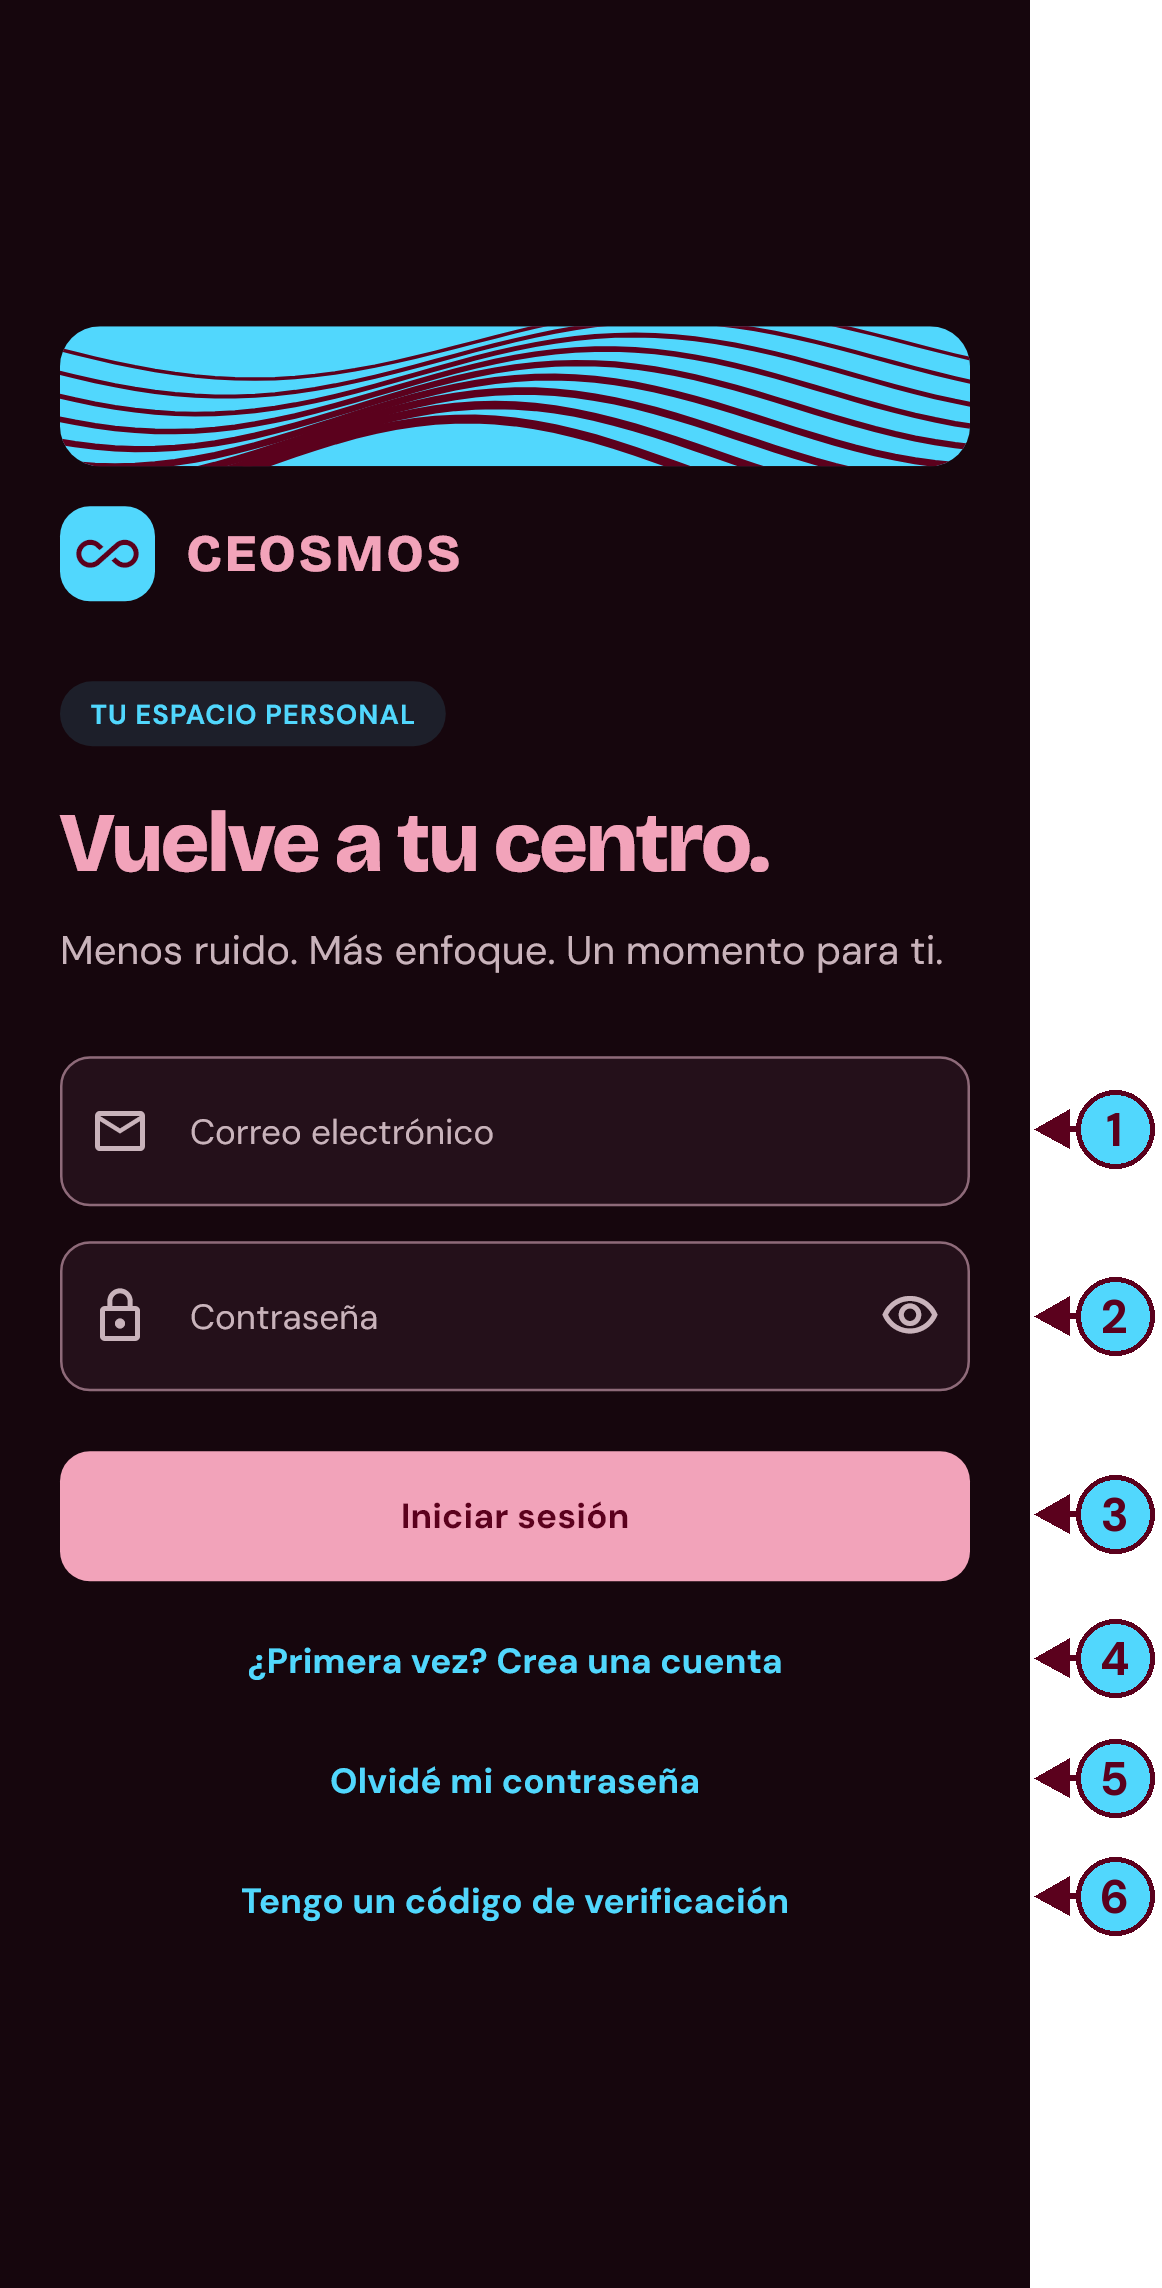 CEOSMOS
TU ESPACIO PERSONAL
Vuelve a tu centro.
Menos ruido. Más enfoque. Un momento para ti.
Correo electrónico
1
Contraseña
2
Iniciar sesión
3
¿Primera vez? Crea una cuenta
4
Olvidé mi contraseña
5
Tengo un código de verificación
6